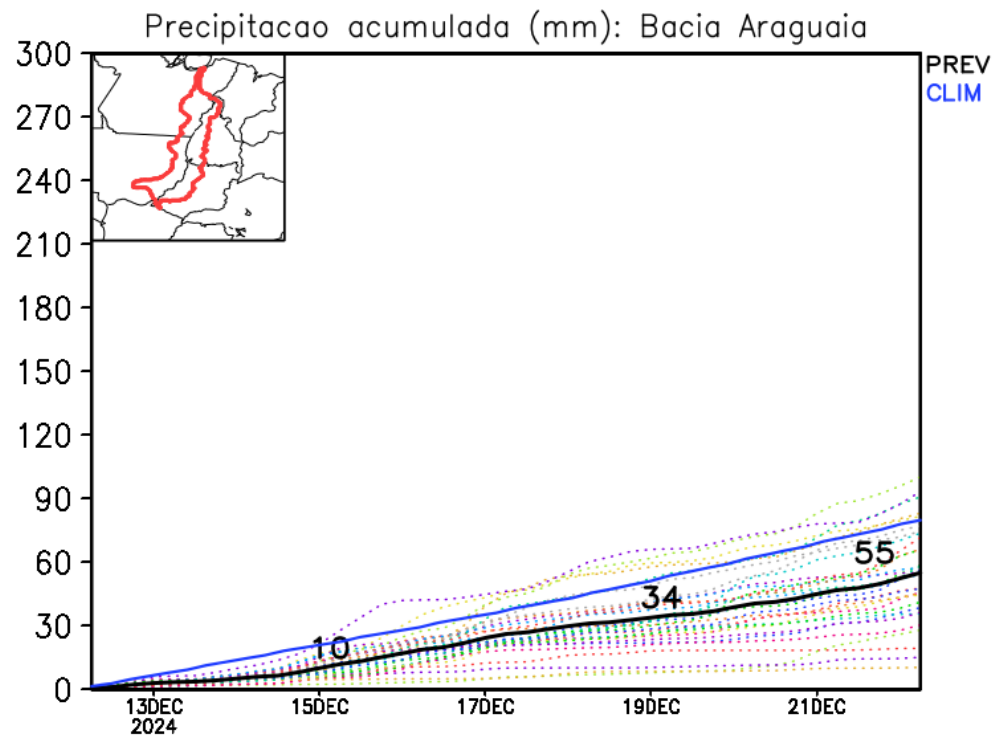 Precipitacao acumulada (mm): Bacia Araguaia
PREV
CLIM
300
270
240
210
180
150
120
90
60
30
0
10
34
55
13DEC
2024
15DEC
17DEC
19DEC
21DEC